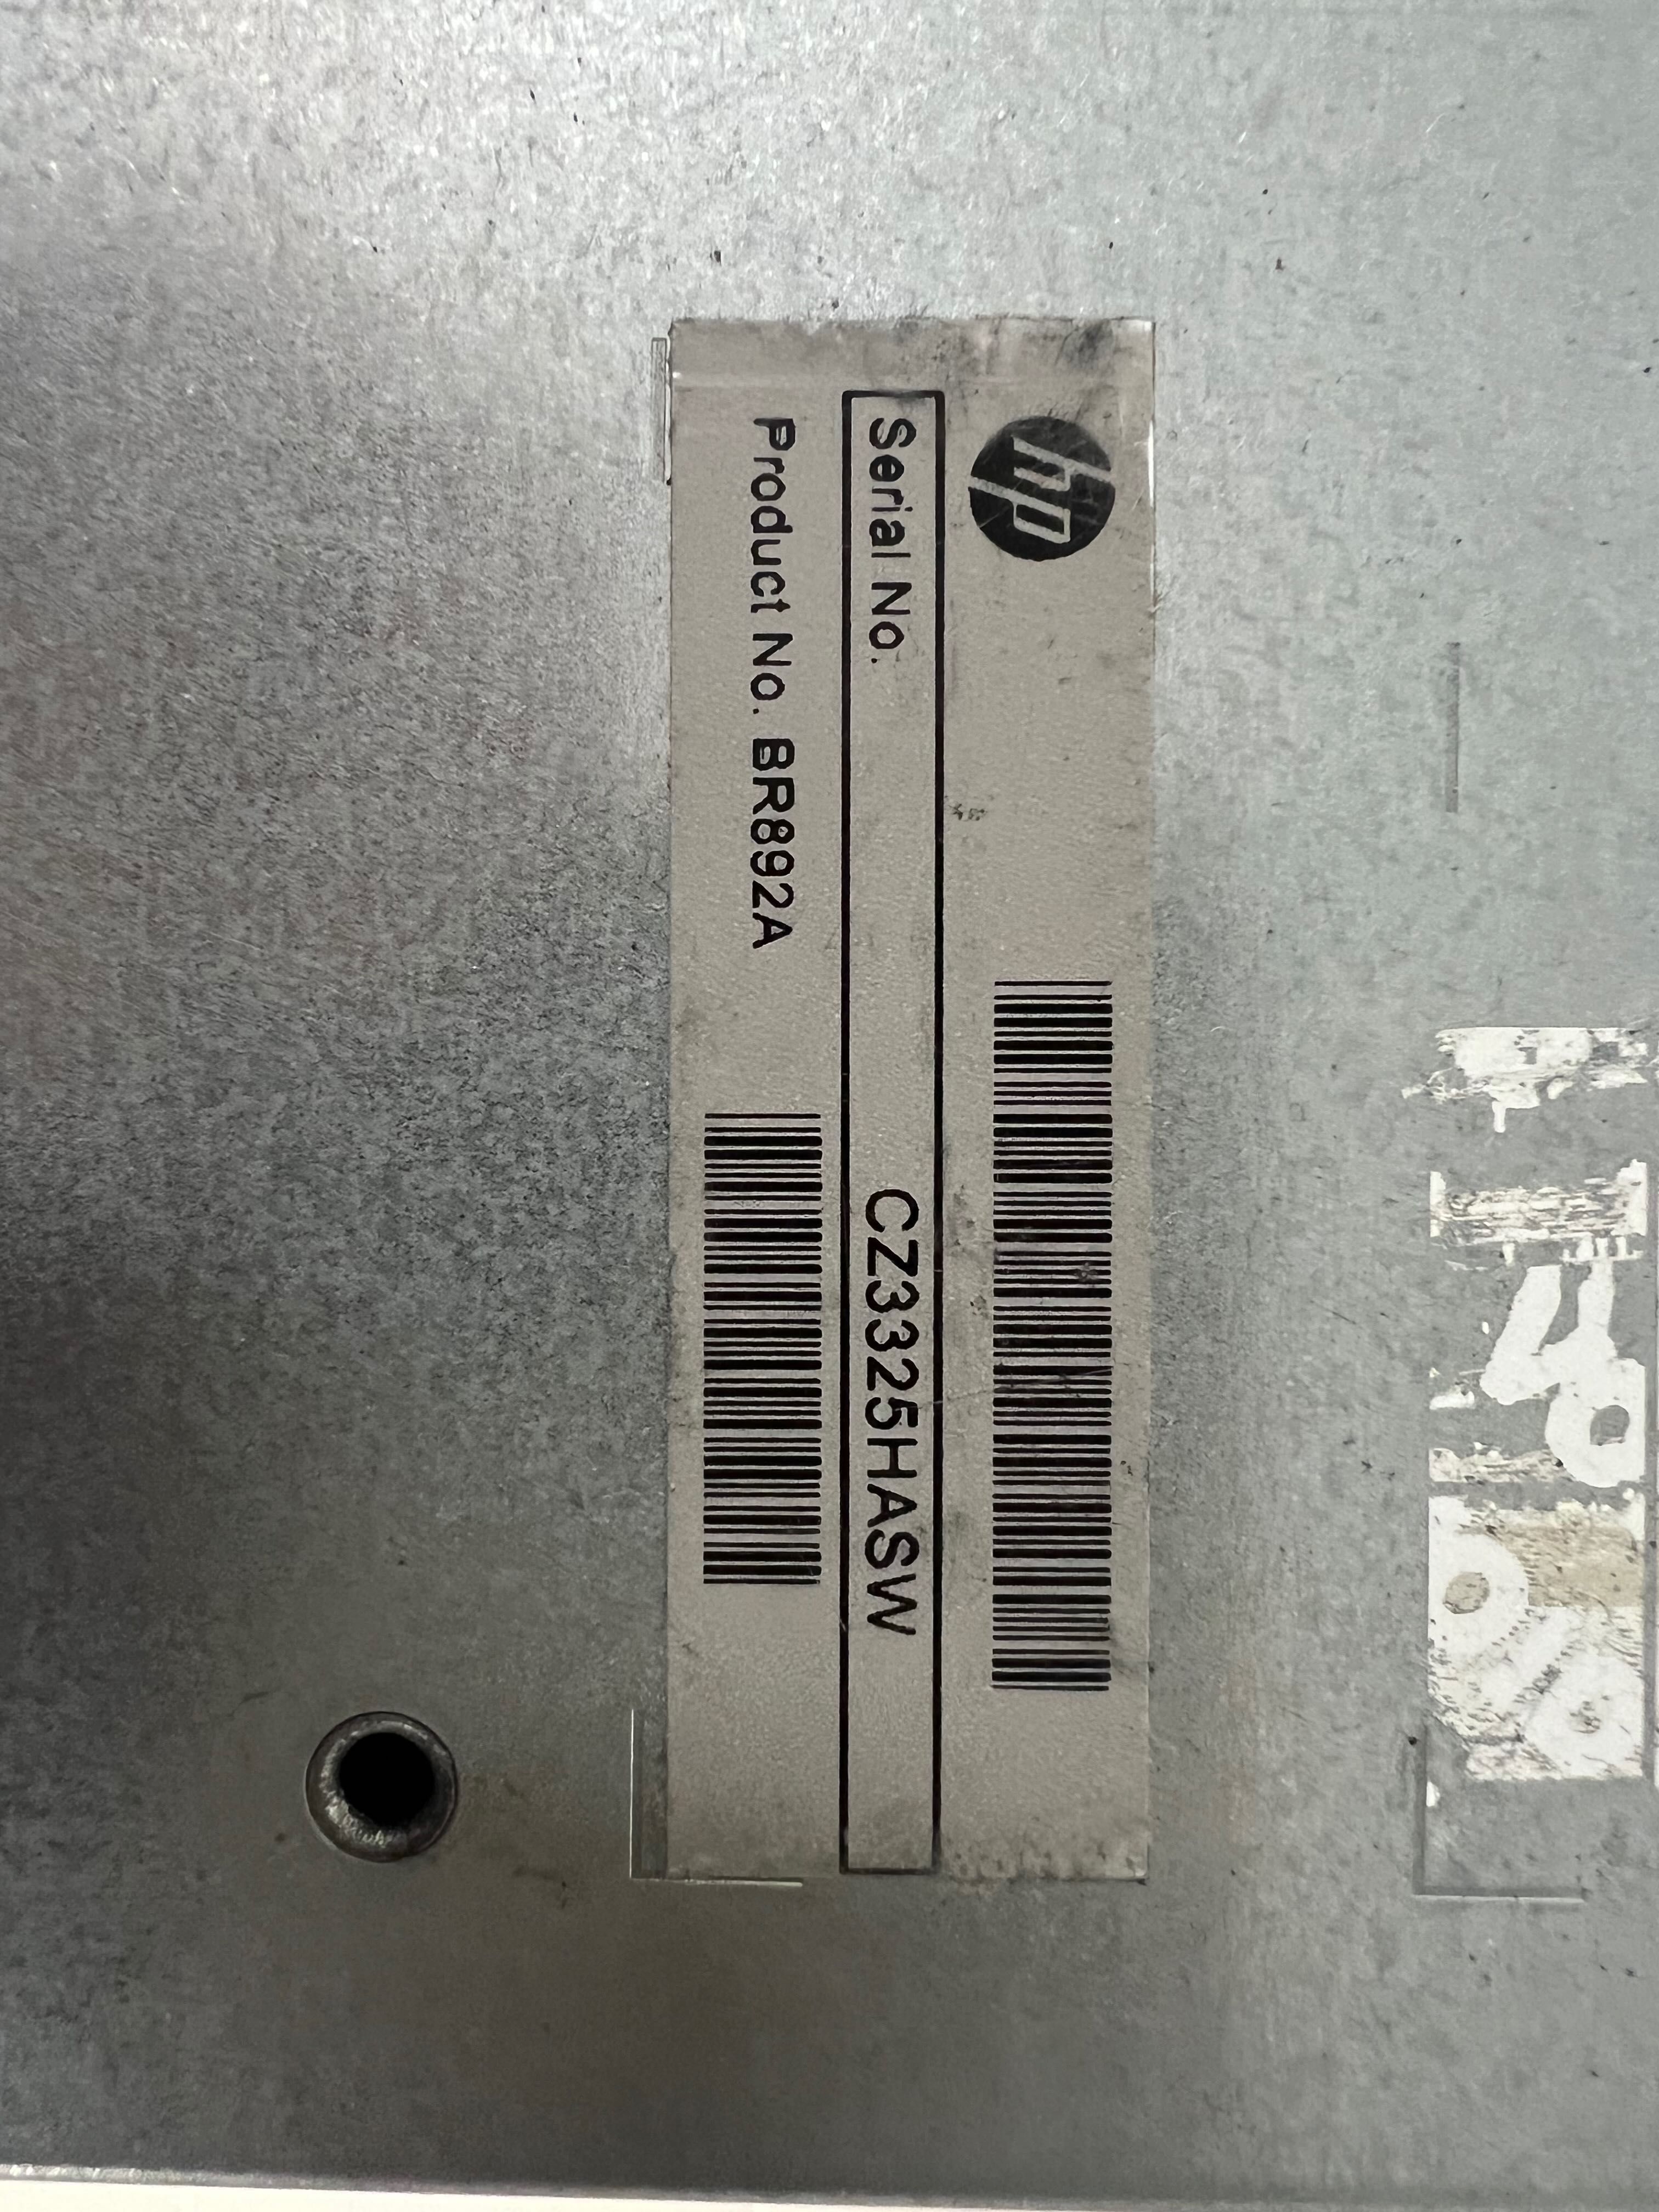 hp
Serial No. CZ3325HASW
Product No. BR892A